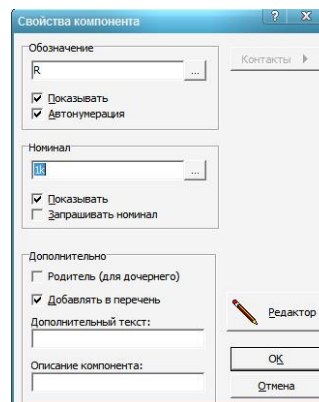 Свойства компонента
Обозначение
Контакты
R
...
Показывать
Автонумерация
Номинал
1k
...
Показывать
Запрашивать номинал
Дополнительно
Родитель (для дочернего)
Добавлять в перечень
Редактор
Дополнительный текст:
OK
Описание компонента:
Отмена